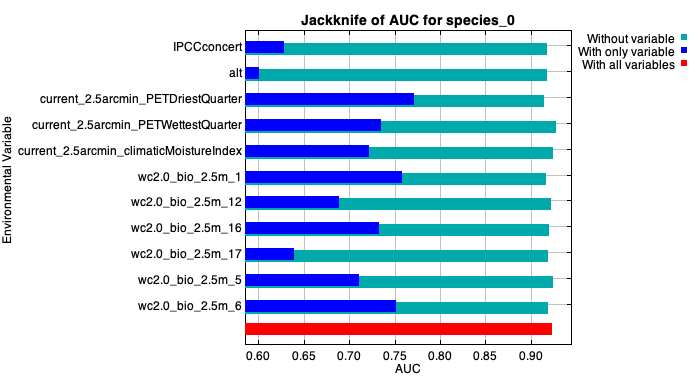 Jackknife of AUC for species_0
Without variable
With only variable
With all variables
Environmental Variable
IPCCconcert
alt
current_2.5arcmin_PETDriestQuarter
current_2.5arcmin_PETWettestQuarter
current_2.5arcmin_climaticMoistureIndex
wc2.0_bio_2.5m_1
wc2.0_bio_2.5m_12
wc2.0_bio_2.5m_16
wc2.0_bio_2.5m_17
wc2.0_bio_2.5m_5
wc2.0_bio_2.5m_6
0.60 0.65 0.70 0.75 0.80 0.85 0.90
AUC